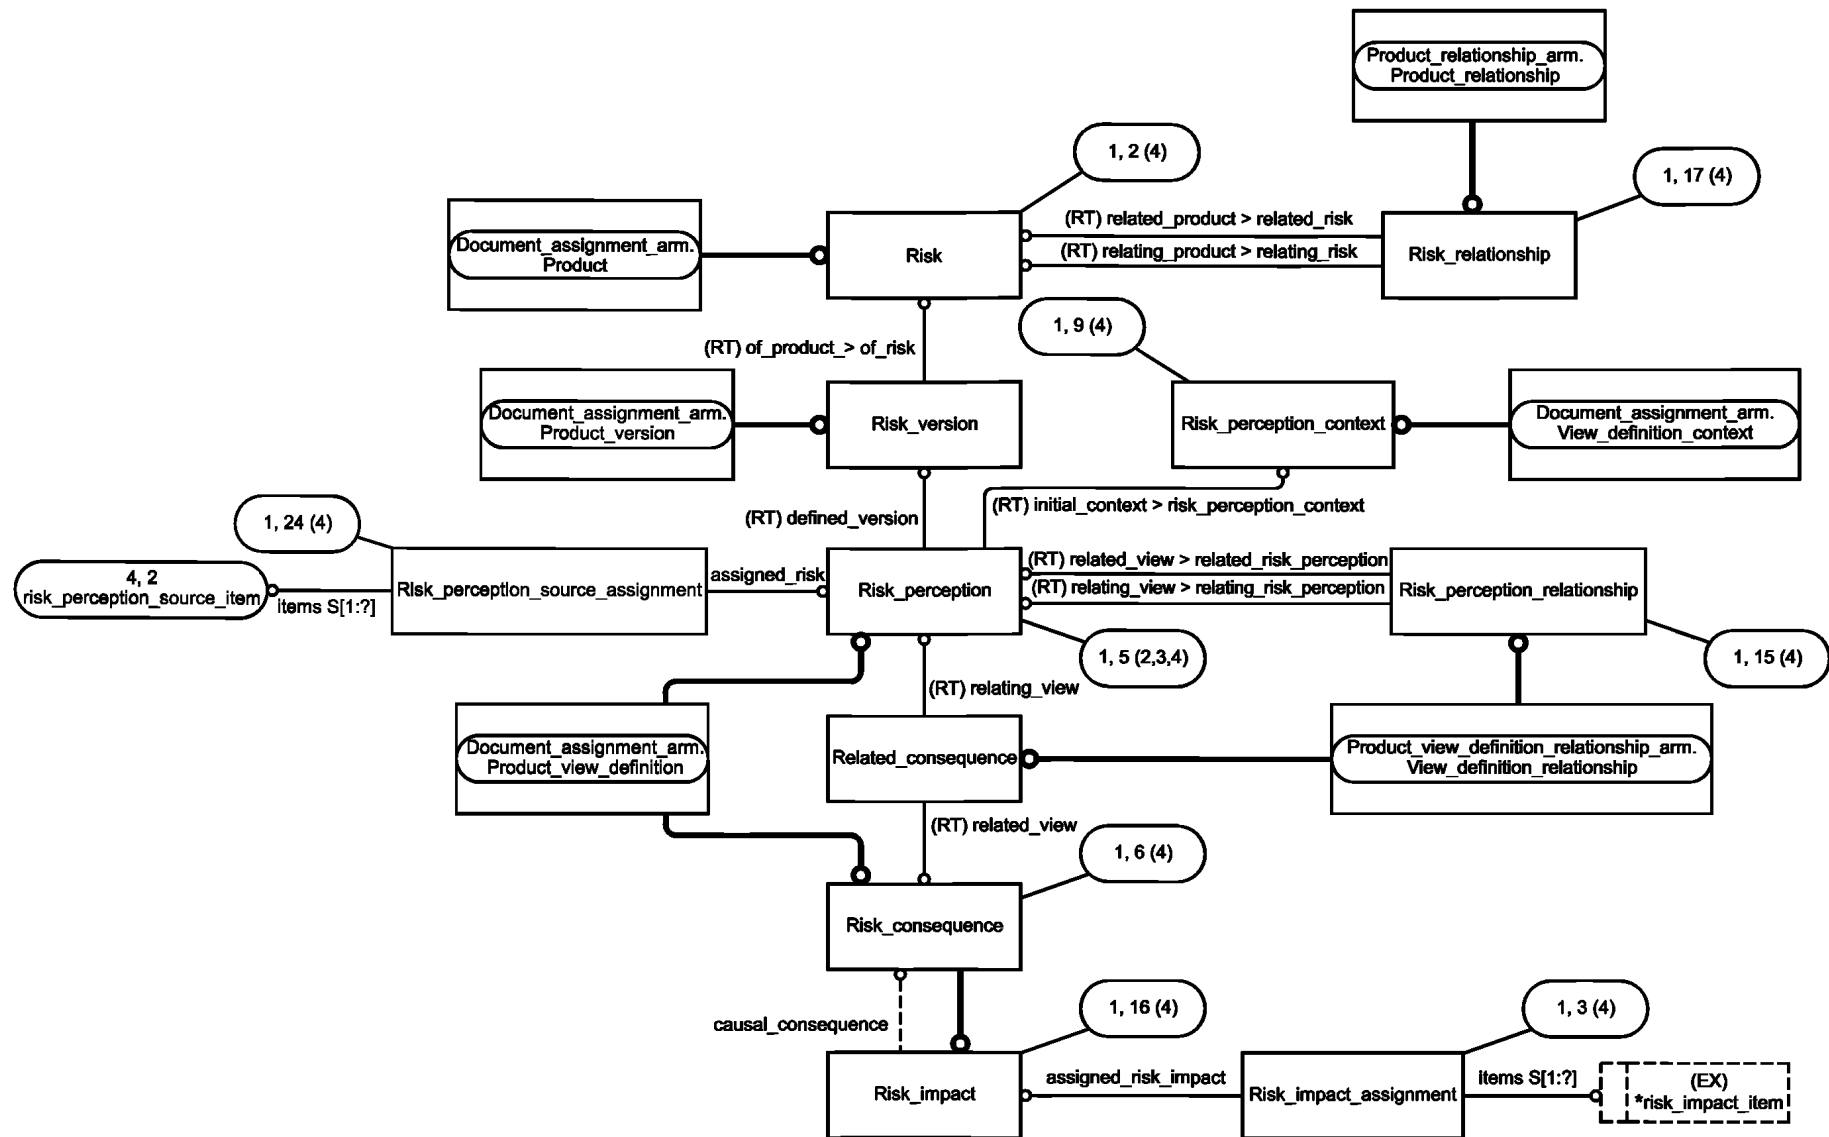 Product_relationship_arm.
Product_relationship
1, 2 (4)
1, 17 (4)
Document_assignment_arm.
Product
Risk
(RT) related_product > related_risk
(RT) relating_product > relating_risk
Risk_relationship
1, 9 (4)
(RT) of_product_> of_risk
Document_assignment_arm.
Product_version
Risk_version
Risk_perception_context
Document_assignment_arm.
View_definition_context
(RT) defined_version
(RT) initial_context > risk_perception_context
1, 24 (4)
4, 2
risk_perception_source_item
items S[1:?]
Risk_perception_source_assignment
assigned_risk
Risk_perception
(RT) related_view > related_risk_perception
(RT) relating_view > relating_risk_perception
Risk_perception_relationship
1, 5 (2,3,4)
1, 15 (4)
(RT) relating_view
Document_assignment_arm.
Product_view_definition
Related_consequence
Product_view_definition_relationship_arm.
View_definition_relationship
(RT) related_view
1, 6 (4)
Risk_consequence
causal_consequence
1, 16 (4)
1, 3 (4)
Risk_impact
assigned_risk_impact
Risk_impact_assignment
items S[1:?]
(EX)
*risk_impact_item